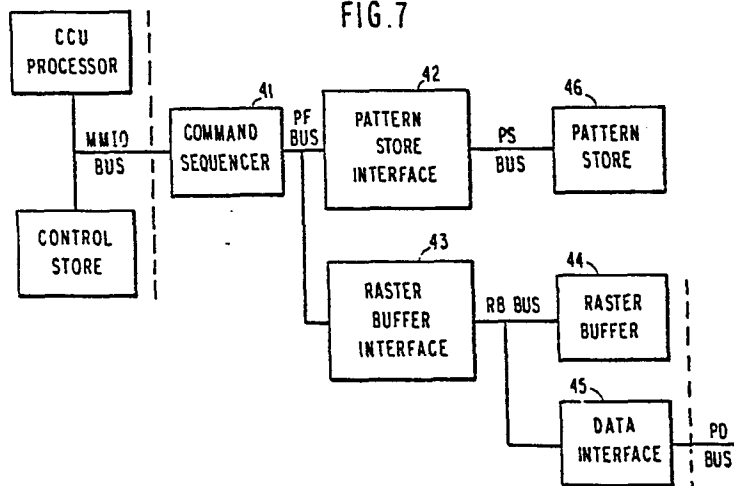 FIG.7
CCU
PROCESSOR
MMIO
BUS
CONTROL
STORE
41
COMMAND
SEQUENCER
PF
BUS
42
PATTERN
STORE
INTERFACE
PS
BUS
46
PATTERN
STORE
43
RASTER
BUFFER
INTERFACE
RB BUS
44
RASTER
BUFFER
45
DATA
INTERFACE
PD
BUS